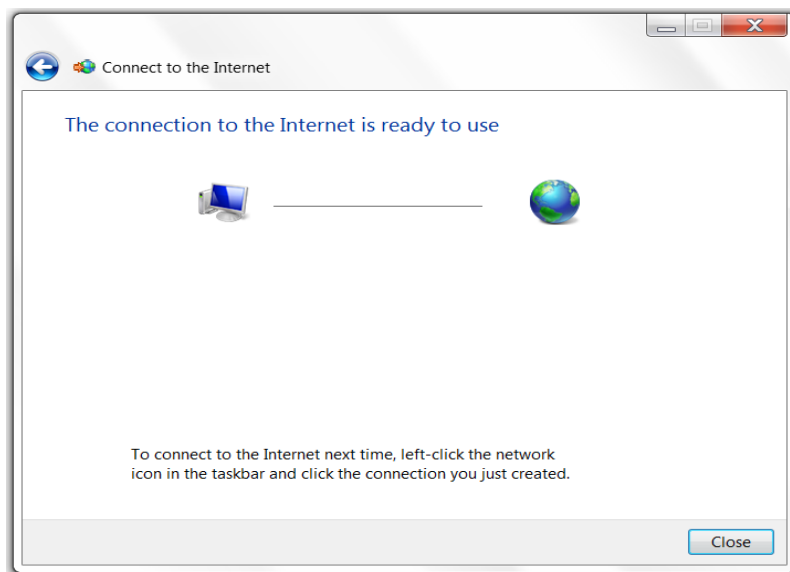 Connect to the Internet
The connection to the Internet is ready to use
To connect to the Internet next time, left-click the network
icon in the taskbar and click the connection you just created.
Close